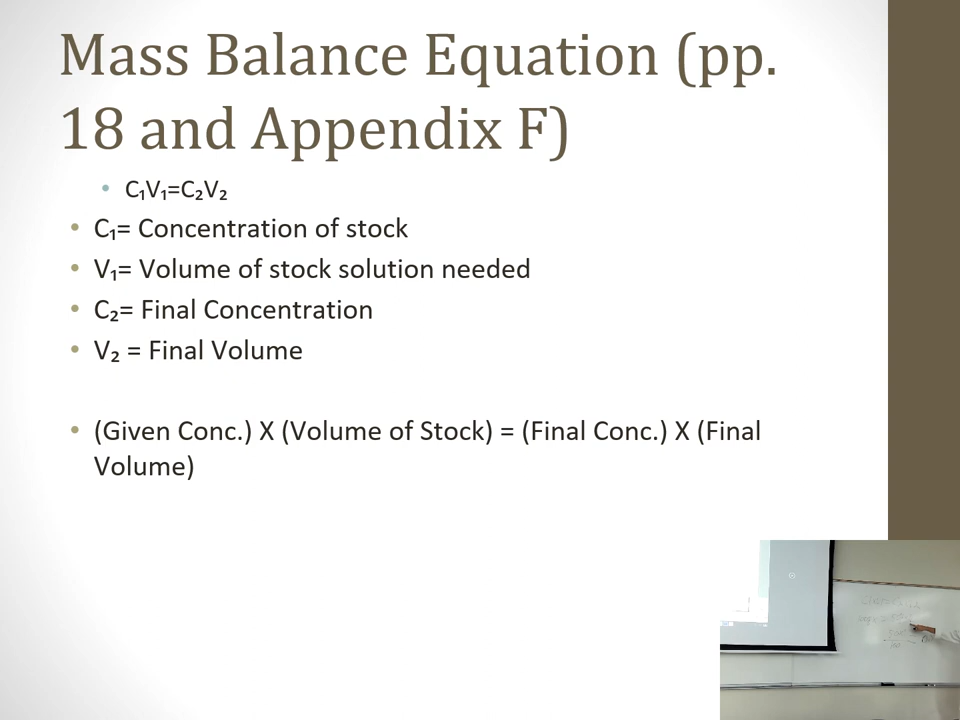 Mass Balance Equation (pp.
18 and Appendix F)
• C₁V₁=C₂V₂
• C₁= Concentration of stock
• V₁= Volume of stock solution needed
• C₂= Final Concentration
• V₂ = Final Volume
• (Given Conc.) X (Volume of Stock) = (Final Conc.) X (Final
Volume)